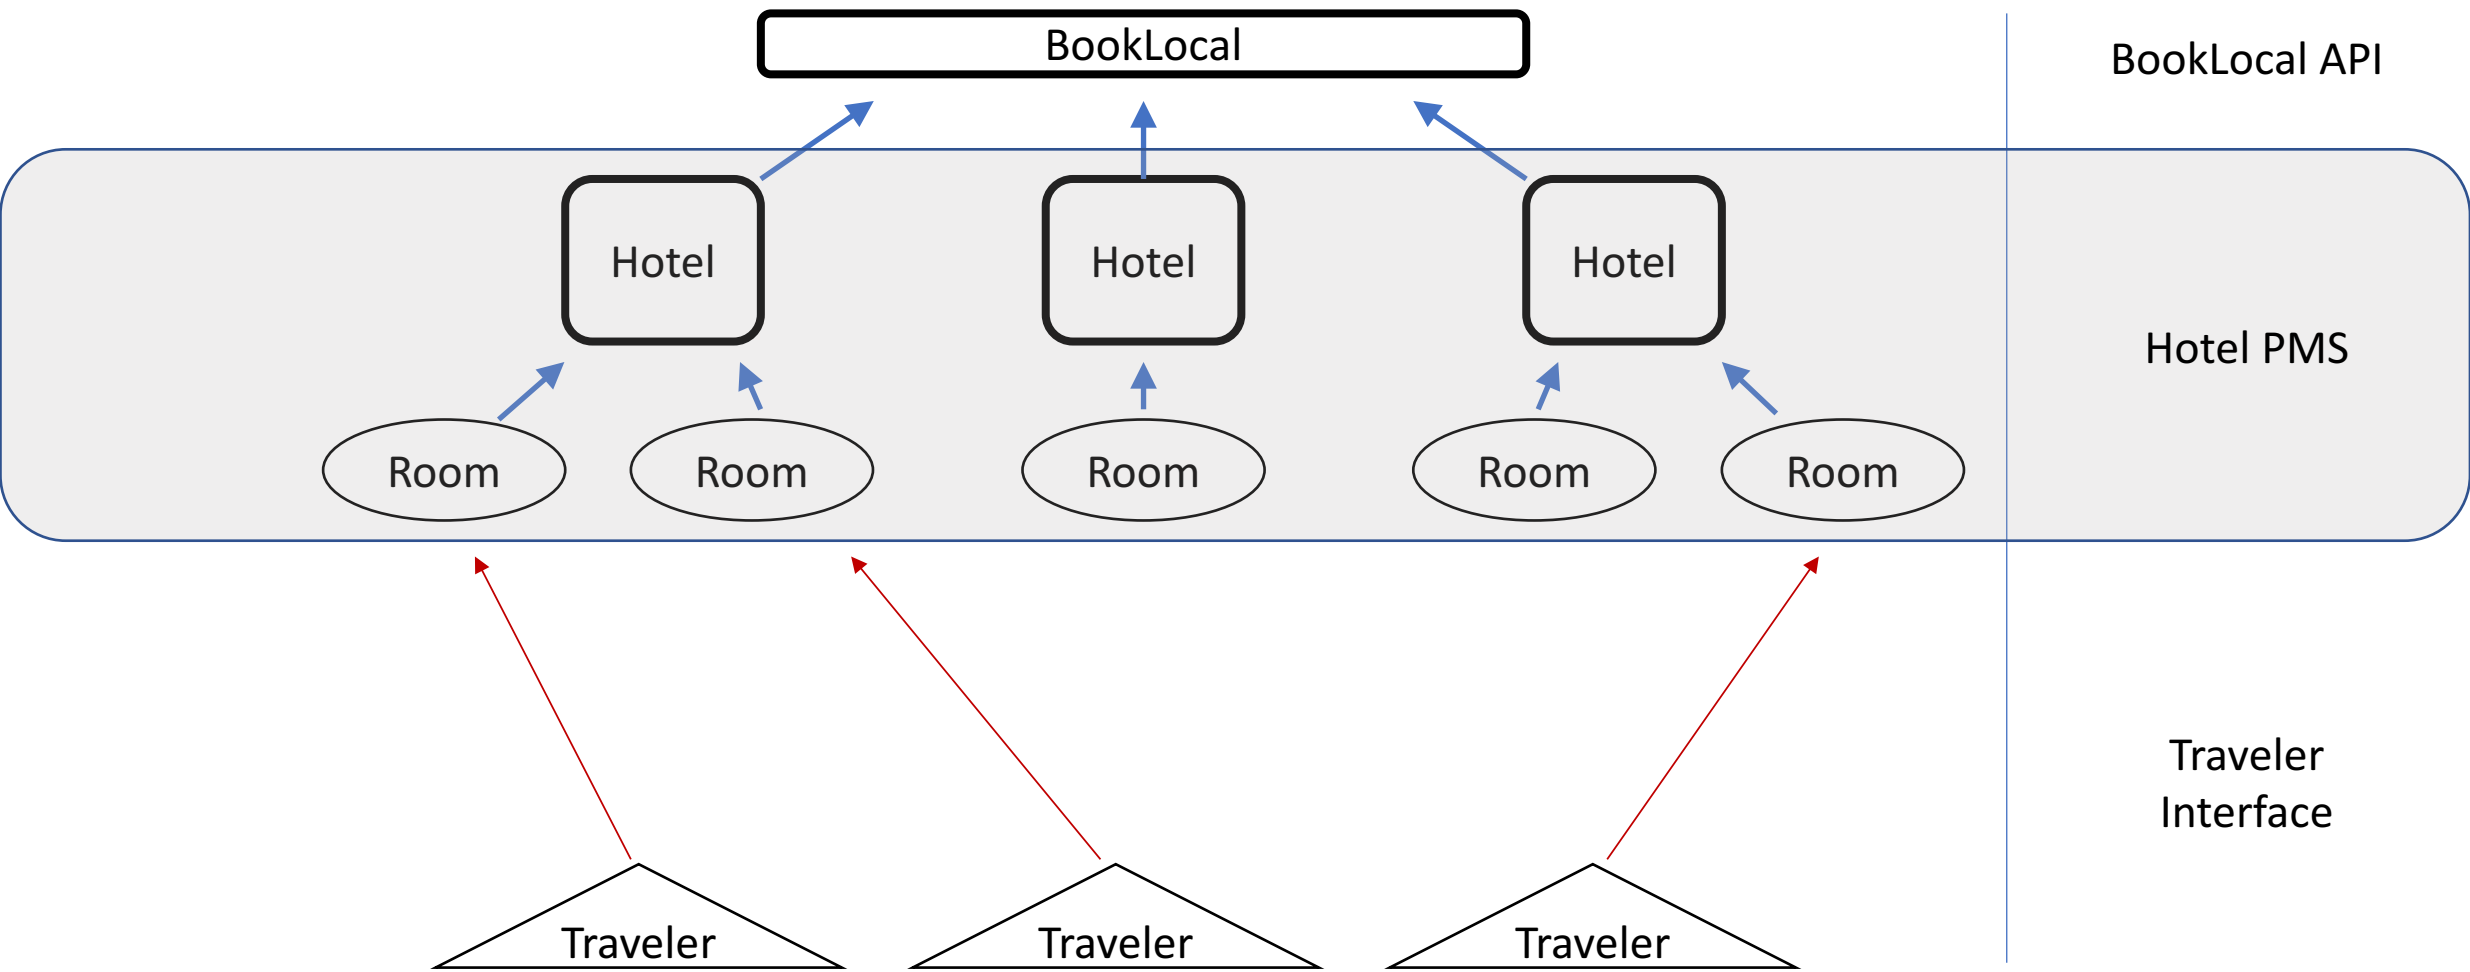 BookLocal
BookLocal API
Hotel
Hotel
Hotel
Hotel PMS
Room
Room
Room
Room
Room
Traveler
Interface
Traveler
Traveler
Traveler